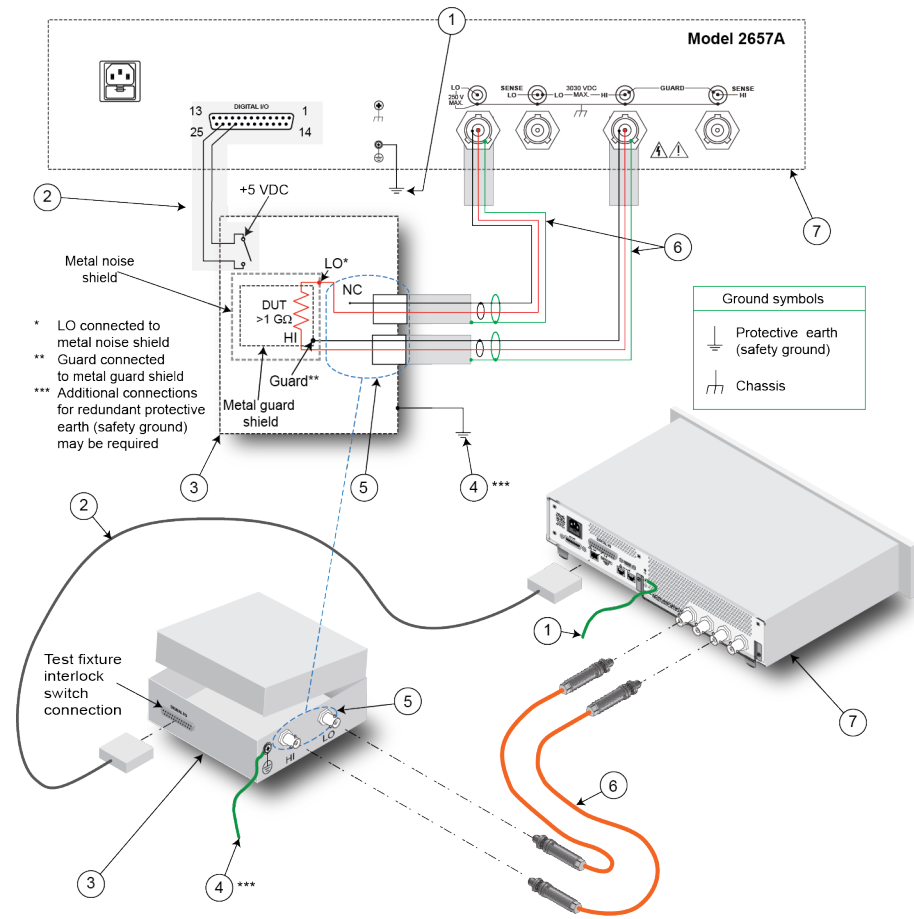 1
Model 2657A
LO
250 V
MAX.
SENSE
LO
LO
3030 VDC
MAX.
HI
GUARD
SENSE
HI
DIGITAL I/O
13
1
25
14
2
+5 VDC
7
6
Metal noise
shield
LO*
NC
DUT
>1 GΩ
HI
Guard**
Metal guard
shield
* LO connected to
metal noise shield
** Guard connected
to metal guard shield
*** Additional connections
for redundant protective
earth (safety ground)
may be required
Ground symbols
Protective earth
(safety ground)
Chassis
3
5
4 ***
2
1
7
Test fixture
interlock
switch
connection
DIGITAL I/O
5
HI
LO
6
3
4 ***